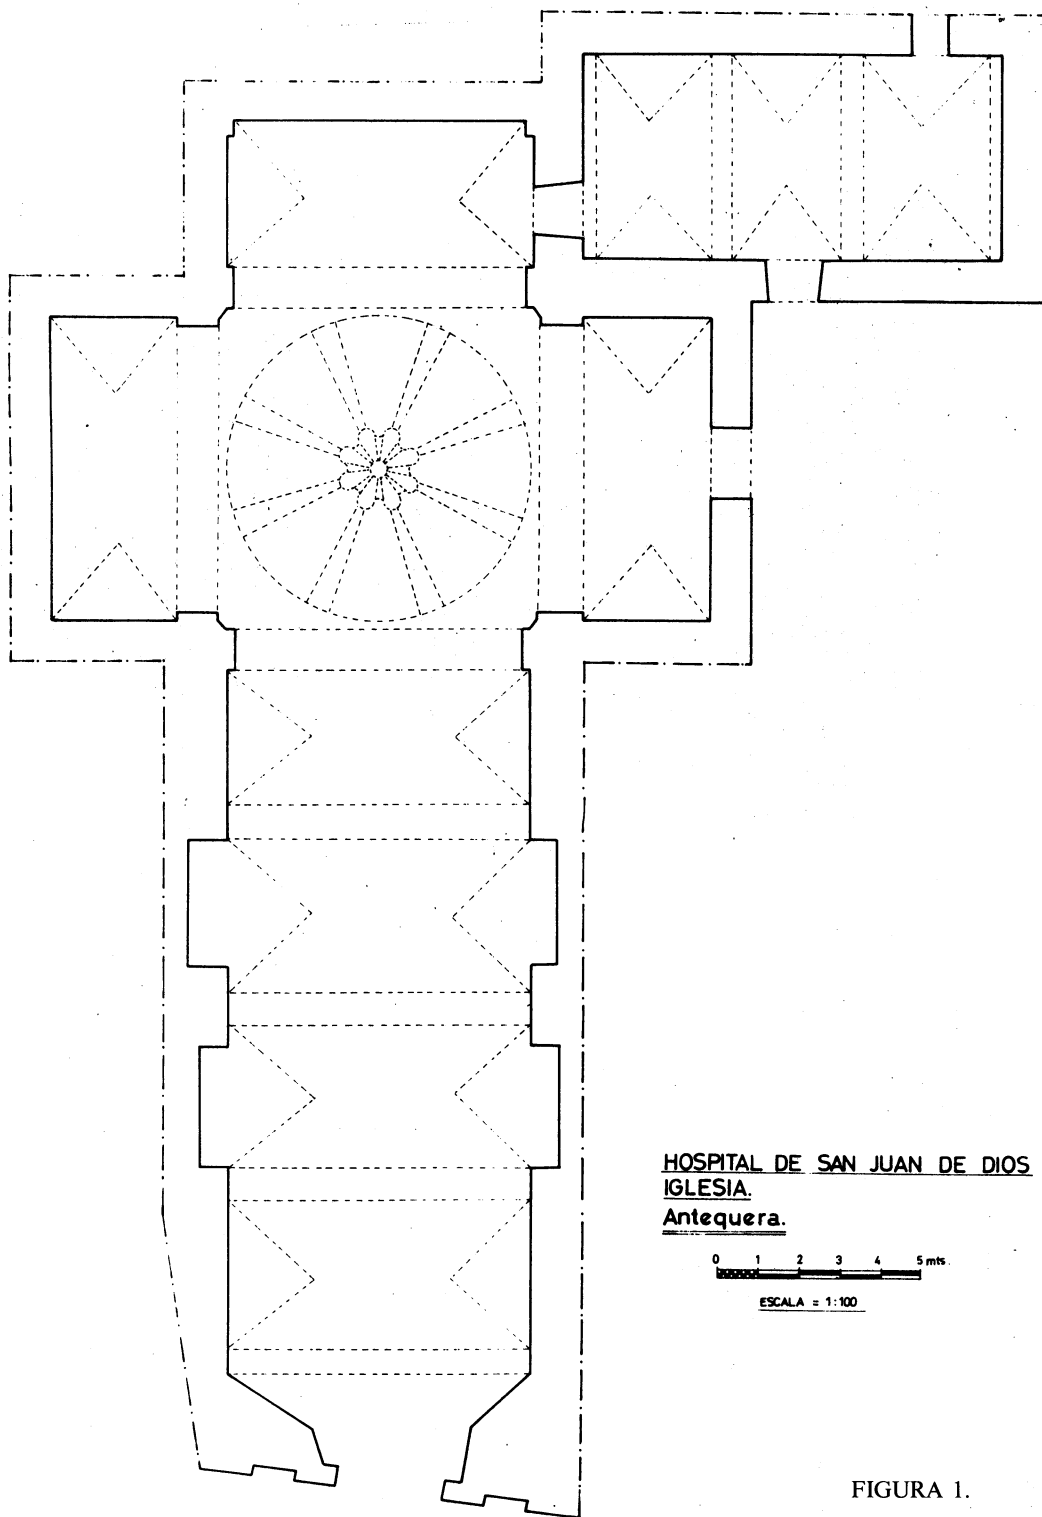 HOSPITAL DE SAN JUAN DE DIOS
IGLESIA.
Antequera.
0 1 2 3 4 5 mts.
ESCALA = 1:100
FIGURA 1.